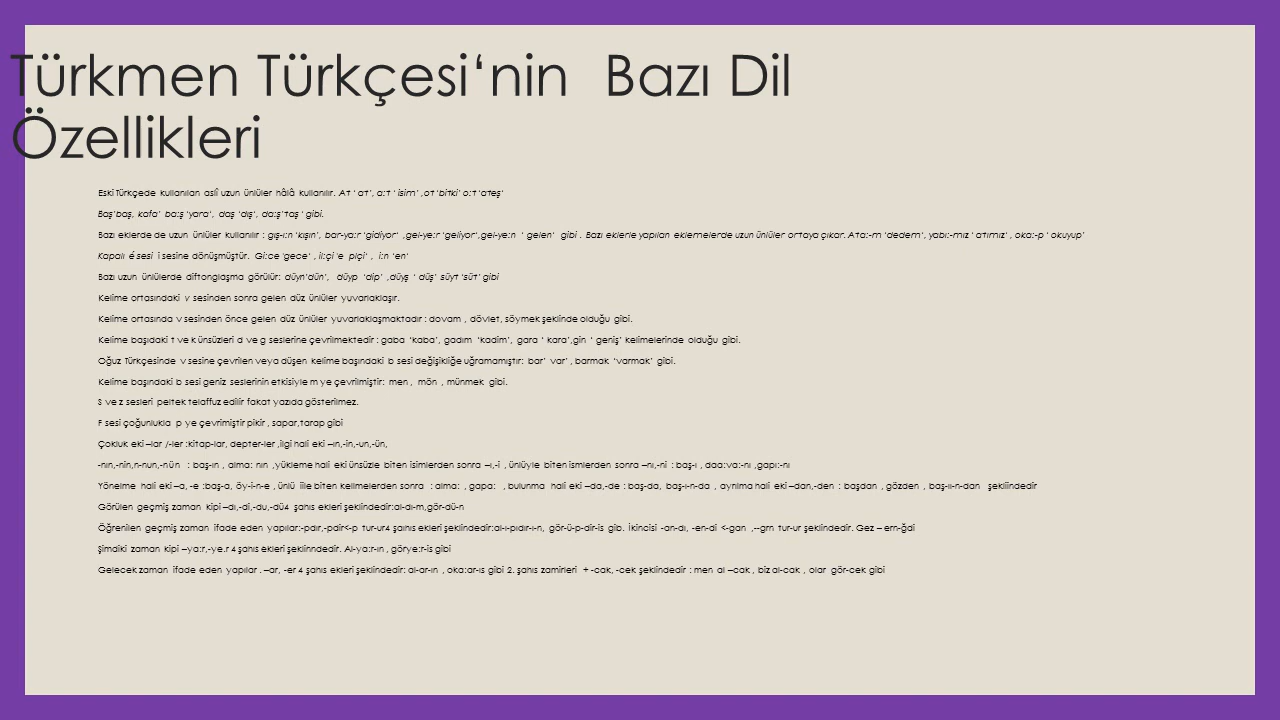 Türkmen Türkçesi‘nin Bazı Dil
Özellikleri
Eski Türkçede kullanılan aslî uzun ünlüler hâlâ kullanılır. At ‘ at’, a:t ‘ isim’ ,ot ‘bitki’ o:t ‘ateş’
Baş‘baş, kafa’ ba:ş ‘yara’, daş ‘dış’, da:ş‘taş ‘ gibi.
Bazı eklerde de uzun ünlüler kullanılır : gış-ı:n ‘kışın’, bar-ya:r ‘gidiyor’ ,gel-ye:r ‘geliyor’,gel-ye:n ‘ gelen’ gibi . Bazı eklerle yapılan eklemelerde uzun ünlüler ortaya çıkar. Ata:-m ‘dedem’, yabı:-mız ‘ atımız’ , oka:-p ‘ okuyup’
Kapalı é sesi i sesine dönüşmüştür. Gi:ce ‘gece’ , il:çi ‘e piçi’ , i:n ‘en’
Bazı uzun ünlülerde diftonglaşma görülür: düyn‘dün’, düyp ‘dip’ ,düyş ‘ düş’ süyt ‘süt’ gibi
Kelime ortasındaki v sesinden sonra gelen düz ünlüler yuvarlaklaşır.
Kelime ortasında v sesinden önce gelen düz ünlüler yuvarlaklaşmaktadır : dovam , dövlet, söymek şeklinde olduğu gibi.
Kelime başıdaki t ve k ünsüzleri d ve g seslerine çevrilmektedir : gaba ‘kaba’, gadım ‘kadim’, gara ‘ kara’,gin ‘ geniş’ kelimelerinde olduğu gibi.
Oğuz Türkçesinde v sesine çevrilen veya düşen kelime başındaki b sesi değişikliğe uğramamıştır: bar’ var’ , barmak ‘varmak’ gibi.
Kelime başındaki b sesi geniz seslerinin etkisiyle m ye çevrilmiştir: men , mön , münmek gibi.
S ve z sesleri peltek telaffuz edilir fakat yazıda gösterilmez.
F sesi çoğunlukla p ye çevrimiştir pikir , sapar,tarap gibi
Çokluk eki –lar /-ler :kitap-lar, depter-ler ,ilgi hali eki –ın,-in,-un,-ün,
-nın,-nin,n-nun,-nün : baş-ın , alma: nın ,yükleme hali eki ünsüzle biten isimlerden sonra –ı,-i , ünlüyle biten ismlerden sonra –nı,-ni : baş-ı , daa:va:-nı ,gapı:-nı
Yönelme hali eki –a, -e :baş-a, öy-i-n-e , ünlü iile biten kelimelerden sonra : alma: , gapa: , bulunma hali eki –da,-de : baş-da, baş-ı-n-da , ayrılma hali eki –dan,-den : başdan , gözden , baş-ıı-n-dan şekliindedir
Görülen geçmiş zaman kipi –dı,-di,-du,-dü4 şahıs ekleri şeklindedir:al-dı-m,gör-dü-n
Öğrenilen geçmiş zaman ifade eden yapılar:-pdır,-pdir<-p tur-ur4 şahıs ekleri şeklindedir:al-ı-pıdır-ı-n, gör-ü-p-dir-is gib. İkincisi -an-dı, -en-di <-gan ,--grn tur-ur şeklindedir. Gez – ern-ğdi
Şimdiki zaman kipi –ya:r,-ye.r 4 şahıs ekleri şeklinndedir. Al-ya:r-ın , görye:r-is gibi
Gelecek zaman ifade eden yapılar . –ar, -er 4 şahıs ekleri şeklindedir: al-ar-ın , oka:ar-ıs gibi 2. şahıs zamirleri + -cak, -cek şeklindedir : men al –cak , biz al-cak , olar gör-cek gibi